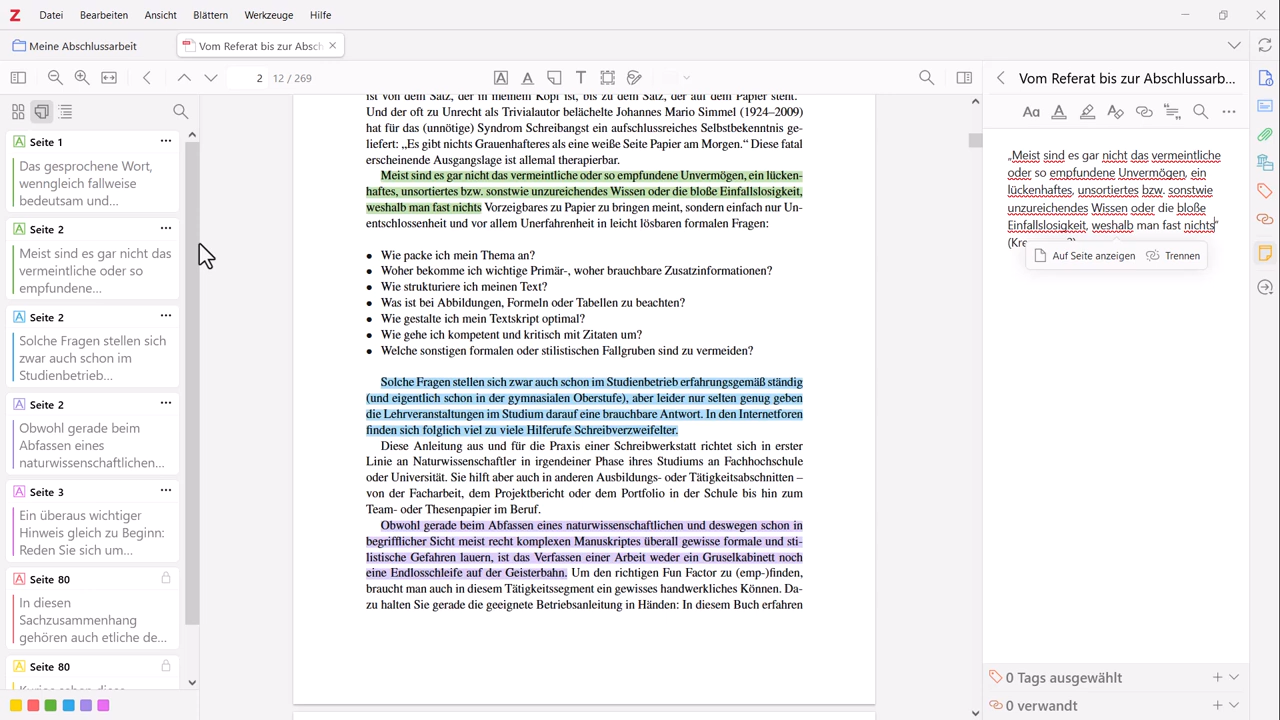 Z Datei Bearbeiten Ansicht Blättern Werkzeuge Hilfe
Meine Abschlussarbeit
Vom Referat bis zur Absch
2 12 / 269
Seite 1
Das gesprochene Wort,
wenngleich fallweise
bedeutsam und...
Seite 2
Meist sind es gar nicht das
vermeintliche oder so
empfundene...
Seite 2
Solche Fragen stellen sich
zwar auch schon im
Studienbetrieb...
Seite 2
Obwohl gerade beim
Abfassen eines
naturwissenschaftlichen...
Seite 3
Ein überaus wichtiger
Hinweis gleich zu Beginn:
Reden Sie sich um...
Seite 80
In diesen
Sachzusammenhang
gehören auch etliche de...
Seite 80
ist von dem Satz, der in meinem Kopf ist, bis zu dem Satz, der auf dem Papier steht.“
Und der oft zu Unrecht als Trivialautor belächelte Johannes Mario Simmel (1924–2009)
hat für das (unnötige) Syndrom Schreibangst ein aufschlussreiches Selbstbekenntnis ge-
liefert: „Es gibt nichts Grauenhafteres als eine weiße Seite Papier am Morgen.“ Diese fatal
erscheinende Ausgangslage ist allemal therapierbar.
Meist sind es gar nicht das vermeintliche oder so empfundene Unvermögen, ein lücken-
haftes, unsortiertes bzw. sonstwie unzureichendes Wissen oder die bloße Einfallslosigkeit,
weshalb man fast nichts Vorzeigbares zu Papier zu bringen meint, sondern einfach nur Un-
entschlossenheit und vor allem Unerfahrenheit in leicht lösbaren formalen Fragen:
• Wie packe ich mein Thema an?
• Woher bekomme ich wichtige Primär-, woher brauchbare Zusatzinformationen?
• Wie strukturiere ich meinen Text?
• Was ist bei Abbildungen, Formeln oder Tabellen zu beachten?
• Wie gestalte ich mein Textskript optimal?
• Wie gehe ich kompetent und kritisch mit Zitaten um?
• Welche sonstigen formalen oder stilistischen Fallgruben sind zu vermeiden?
Solche Fragen stellen sich zwar auch schon im Studienbetrieb erfahrungsgemäß ständig
(und eigentlich schon in der gymnasialen Oberstufe), aber leider nur selten genug geben
die Lehrveranstaltungen im Studium darauf eine brauchbare Antwort. In den Internetforen
finden sich folglich viel zu viele Hilferufe Schreibverzweifelter.
Diese Anleitung aus und für die Praxis einer Schreibwerkstatt richtet sich in erster
Linie an Naturwissenschaftler in irgendeiner Phase ihres Studiums an Fachhochschule
oder Universität. Sie hilft aber auch in anderen Ausbildungs- oder Tätigkeitsabschnitten –
von der Facharbeit, dem Projektbericht oder dem Portfolio in der Schule bis hin zum
Team- oder Thesenpapier im Beruf.
Obwohl gerade beim Abfassen eines naturwissenschaftlichen und deswegen schon in
begrifflicher Sicht meist recht komplexen Manuskriptes überall gewisse formale und sti-
listische Gefahren lauern, ist das Verfassen einer Arbeit weder ein Gruselkabinett noch
eine Endlosschleife auf der Geisterbahn. Um den richtigen Fun Factor zu (emp-)finden,
braucht man auch in diesem Tätigkeitssegment ein gewisses handwerkliches Können. Da-
zu halten Sie gerade die geeignete Betriebsanleitung in Händen: In diesem Buch erfahren
Vom Referat bis zur Abschlussarb...
„Meist sind es gar nicht das vermeintliche
oder so empfundene Unvermögen, ein
lückenhaftes, unsortiertes bzw. sonstwie
unzureichendes Wissen oder die bloße
Einfallslosigkeit, weshalb man fast nichts“
Auf Seite anzeigen Trennen
0 Tags ausgewählt
0 verwandt